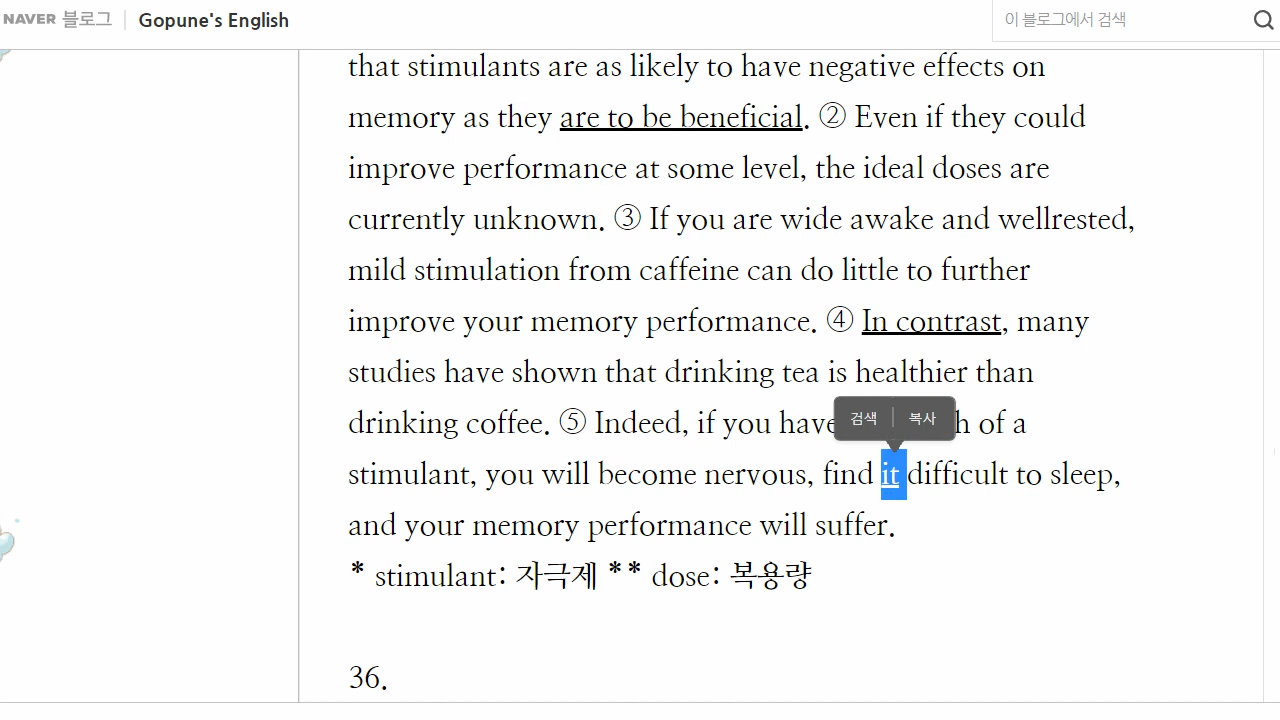 NAVER 블로그 Gopune's English 이 블로그에서 검색
that stimulants are as likely to have negative effects on
memory as they are to be beneficial. ② Even if they could
improve performance at some level, the ideal doses are
currently unknown. ③ If you are wide awake and wellrested,
mild stimulation from caffeine can do little to further
improve your memory performance. ④ In contrast, many
studies have shown that drinking tea is healthier than
검색 복사
drinking coffee. ⑤ Indeed, if you have h of a
stimulant, you will become nervous, find it difficult to sleep,
and your memory performance will suffer.
* stimulant: 자극제 ** dose: 복용량
36.